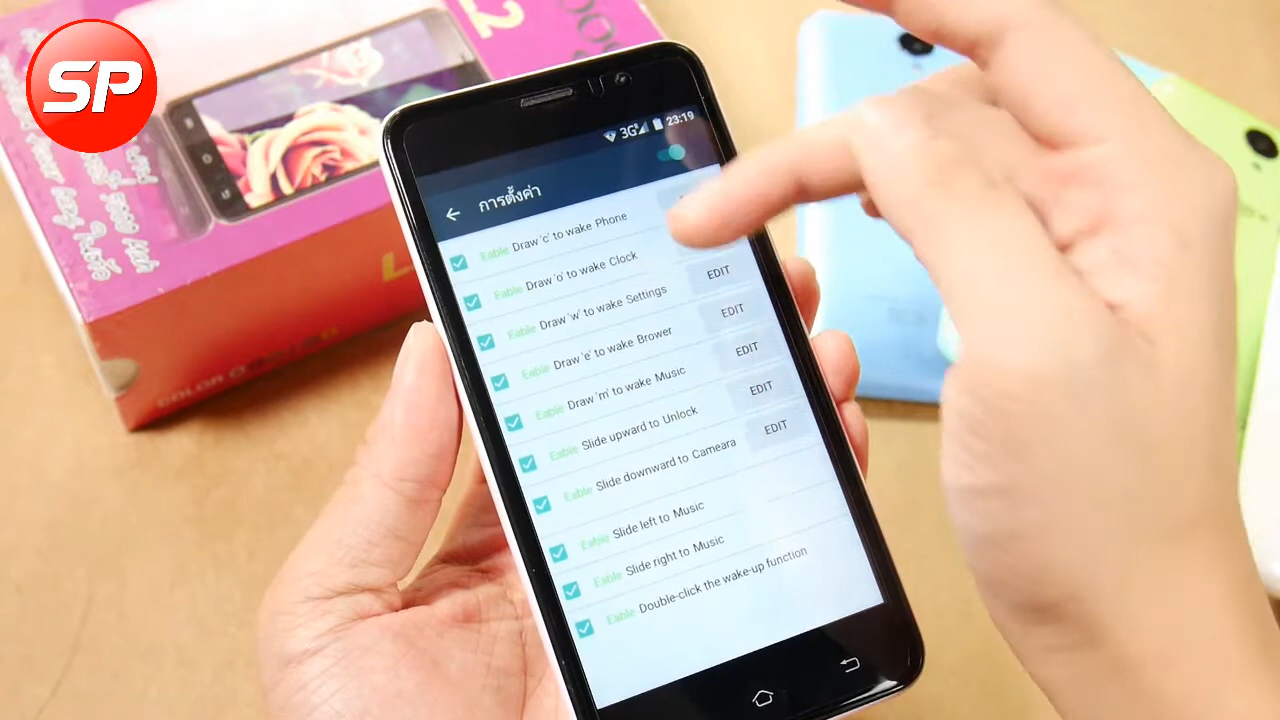 SP
L2
3G
23:19
การตั้งค่า
Eable Draw 'c' to wake Phone
Eable Draw 'o' to wake Clock
Eable Draw 'w' to wake Settings
EDIT
Eable Draw 'e' to wake Brower
EDIT
Eable Draw 'm' to wake Music
EDIT
Eable Slide upward to Unlock
EDIT
Eable Slide downward to Cameara
EDIT
Eable Slide left to Music
Eable Slide right to Music
Eable Double-click the wake-up function